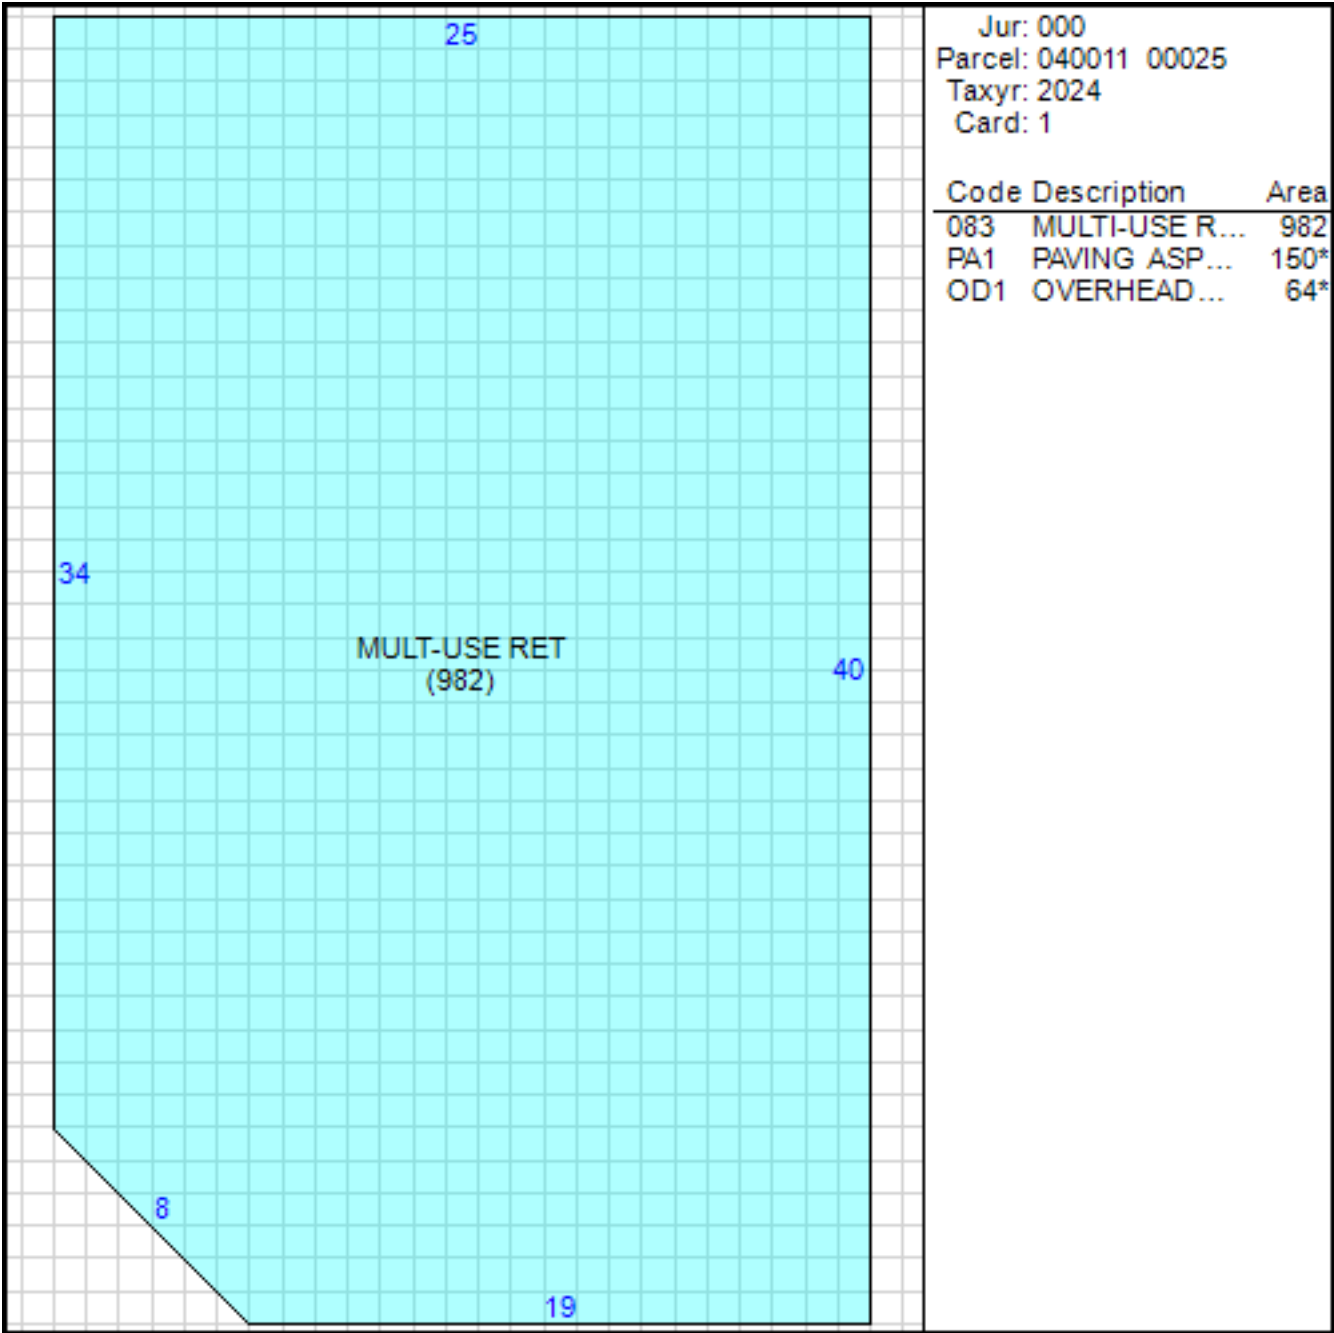 25
34
MULT-USE RET
(982)
40
8
19
Jur: 000
Parcel: 040011 00025
Taxyr: 2024
Card: 1
Code Description Area
083 MULTI-USE R... 982
PA1 PAVING ASP... 150*
OD1 OVERHEAD... 64*